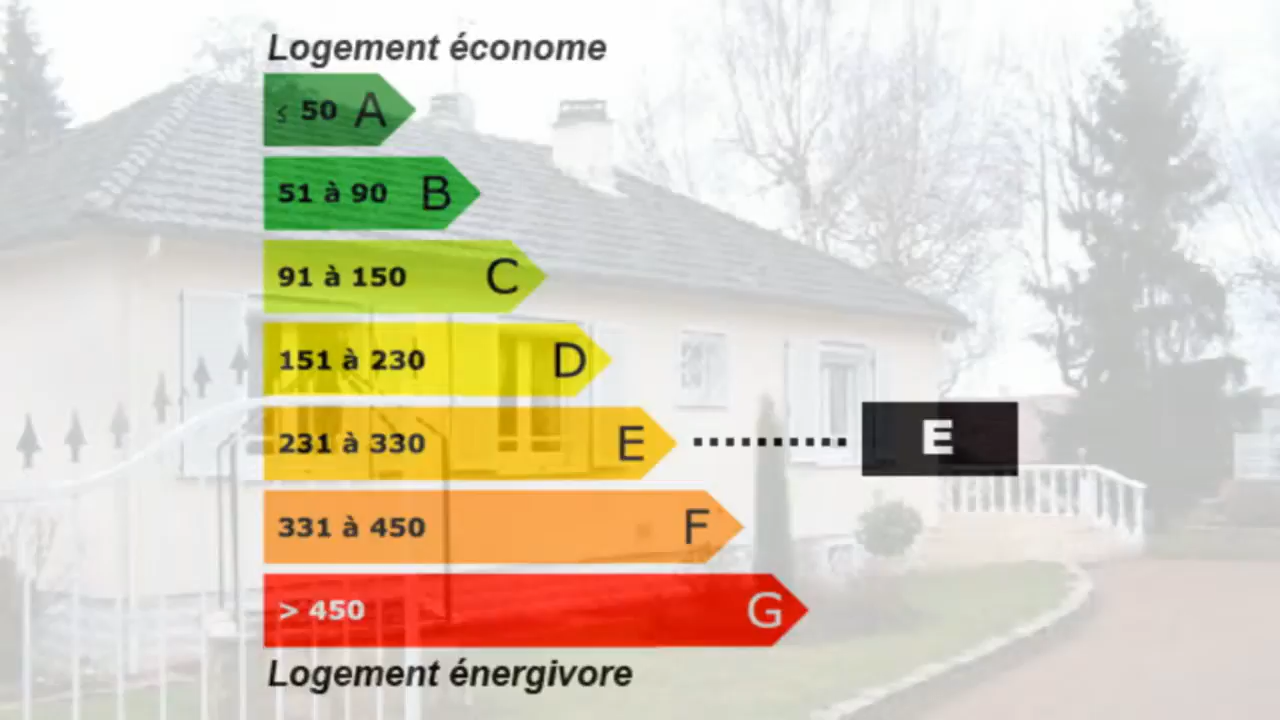 Logement économe
≤ 50 A
51 à 90 B
91 à 150 C
151 à 230 D
231 à 330 E
E
331 à 450 F
> 450 G
Logement énergivore